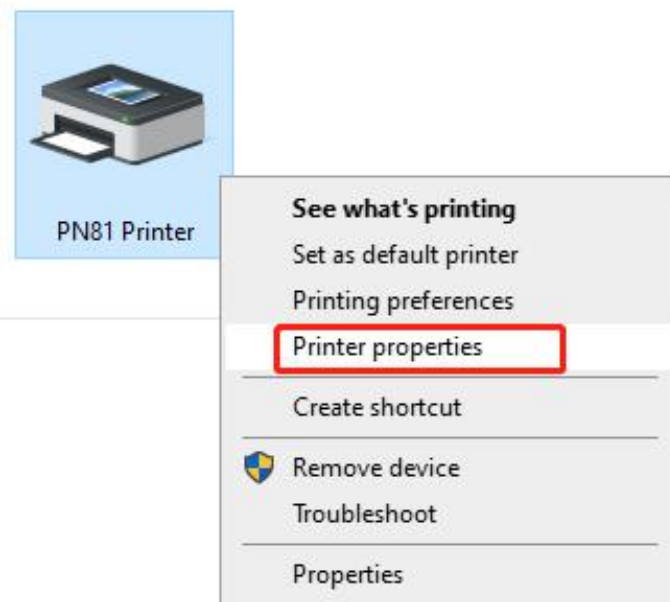 PN81 Printer
See what's printing
Set as default printer
Printing preferences
Printer properties
Create shortcut
Remove device
Troubleshoot
Properties